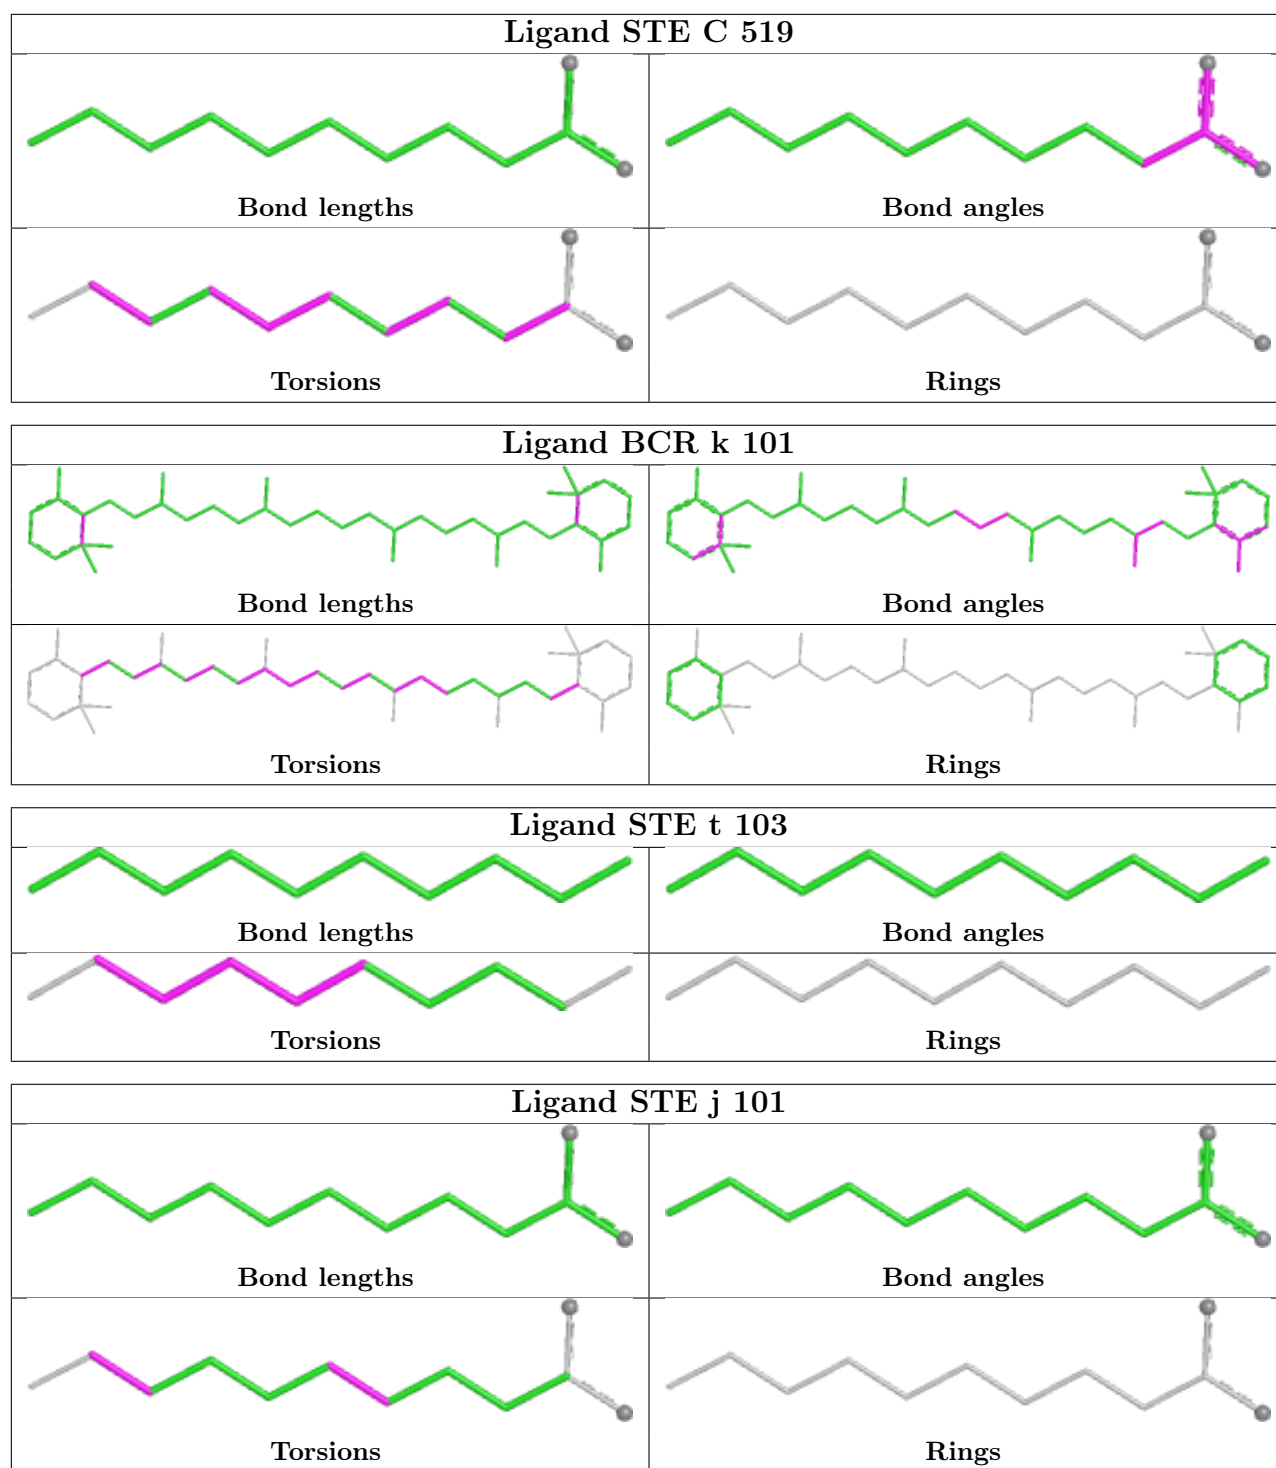 Ligand STE C 519
Bond lengths Bond angles
Torsions Rings
Ligand BCR k 101
Bond lengths Bond angles
Torsions Rings
Ligand STE t 103
Bond lengths Bond angles
Torsions Rings
Ligand STE j 101
Bond lengths Bond angles
Torsions Rings